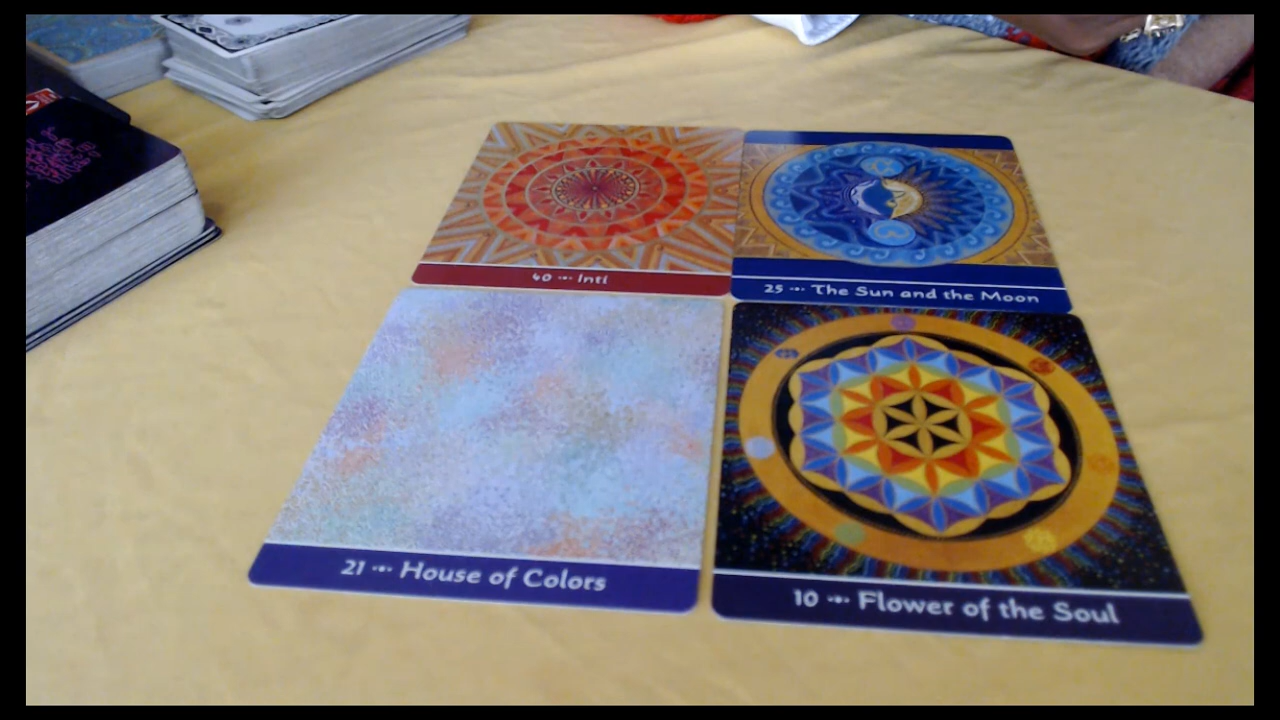 40 ··· Inti
25 ··· The Sun and the Moon
21 ··· House of Colors
10 ··· Flower of the Soul